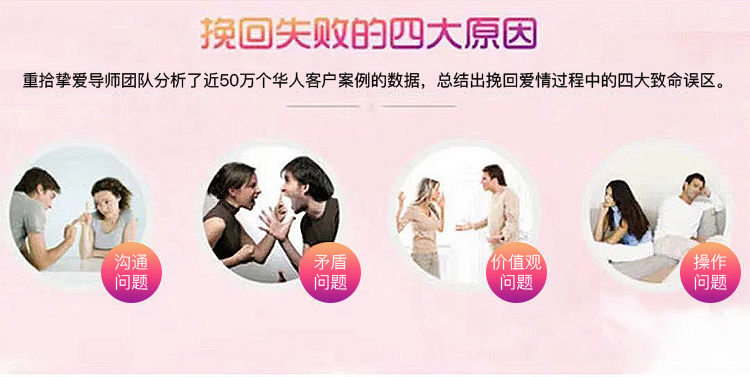 挽回失败的四大原因
重拾挚爱导师团队分析了近50万个华人客户案例的数据，总结出挽回爱情过程中的四大致命误区。
沟通
问题
矛盾
问题
价值观
问题
操作
问题